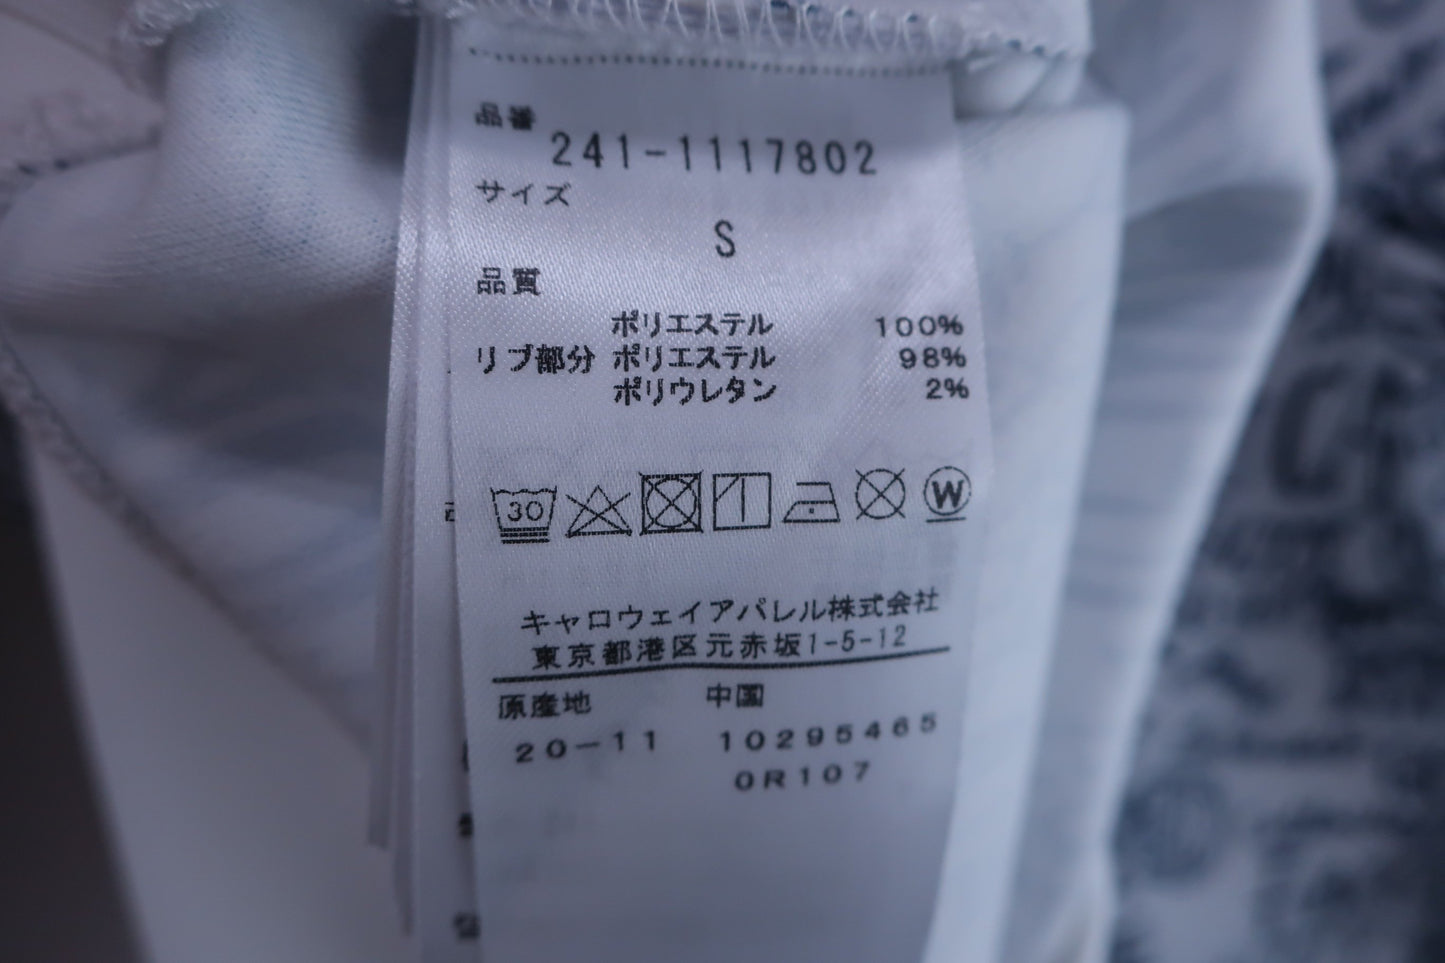 品番
241-1117802
サイズ
S
品質
ポリエステル 100%
リブ部分 ポリエステル 98%
ポリウレタン 2%
30
W
キャロウェイアパレル株式会社
東京都港区元赤坂1-5-12
原産地 中国
20-11 10295465
0R107